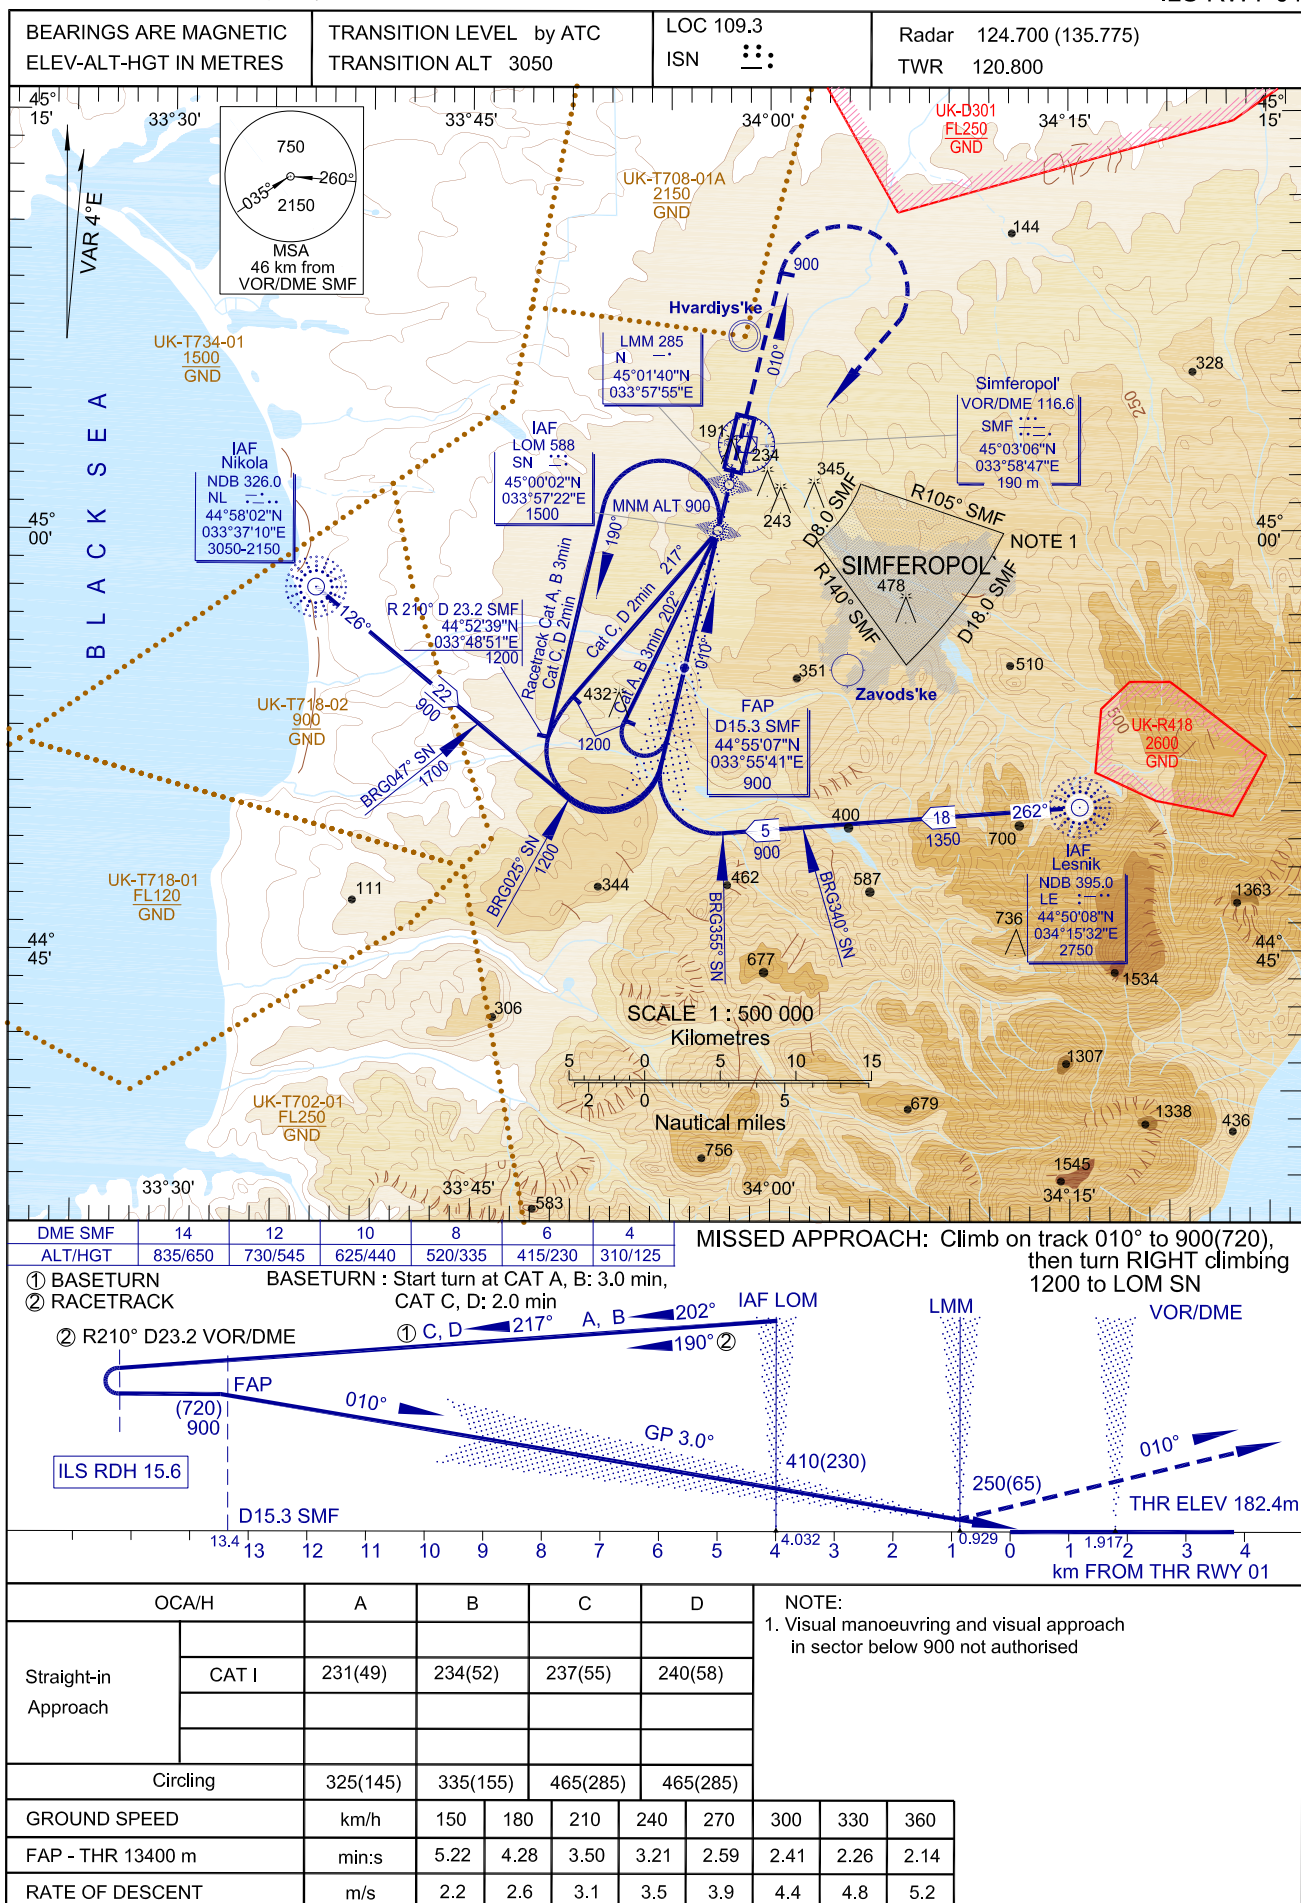 BEARINGS ARE MAGNETIC
ELEV-ALT-HGT IN METRES
TRANSITION LEVEL by ATC
TRANSITION ALT 3050
LOC 109.3
ISN
Radar 124.700 (135.775)
TWR 120.800
45°
15'
33°30'
33°45'
34°00'
34°15'
45°
15'
VAR 4°E
750
035°
260°
2150
MSA
46 km from
VOR/DME SMF
UK-T708-01A
2150
GND
UK-D301
FL250
GND
144
900
Hvardiys'ke
010°
UK-T734-01
1500
GND
LMM 285
N
45°01'40"N
033°57'55"E
328
250
Simferopol'
VOR/DME 116.6
SMF
45°03'06"N
033°58'47"E
190 m
BLACK SEA
IAF
Nikola
NDB 326.0
NL
44°58'02"N
033°37'10"E
3050-2150
IAF
LOM 588
SN
45°00'02"N
033°57'22"E
1500
191
234
243
345
MNM ALT 900
190°
D8.0 SMF
R105° SMF
NOTE 1
SIMFEROPOL'
478
R140° SMF
D18.0 SMF
45°
00'
45°
00'
126°
R 210° D 23.2 SMF
44°52'39"N
033°48'51"E
1200
Racetrack Cat A, B 3min
Cat C, D 2min
Cat C, D 2min 217°
Cat A, B 3min 202°
010°
432
1200
351
510
Zavods'ke
FAP
D15.3 SMF
44°55'07"N
033°55'41"E
900
500
UK-R418
2600
GND
UK-T718-02
900
GND
22
900
BRG047° SN
1700
BRG025° SN
1200
5
900
400
18
1350
262°
700
IAF
Lesnik
NDB 395.0
LE
44°50'08"N
034°15'32"E
2750
UK-T718-01
FL120
GND
111
344
462
BRG355° SN
BRG340° SN
587
736
1363
45°
44°
45'
44°
45'
677
1534
306
SCALE 1 : 500 000
Kilometres
5 0 5 10 15
2 0 5
Nautical miles
1307
UK-T702-01
FL250
GND
679
1338
436
756
1545
583
33°30'
33°45'
34°00'
34°15'
DME SMF 14 12 10 8 6 4
ALT/HGT 835/650 730/545 625/440 520/335 415/230 310/125
MISSED APPROACH: Climb on track 010° to 900(720),
then turn RIGHT climbing
1200 to LOM SN
① BASETURN
② RACETRACK
BASETURN : Start turn at CAT A, B: 3.0 min,
CAT C, D: 2.0 min
② R210° D23.2 VOR/DME
① C, D 217° A, B 202°
190° ②
IAF LOM
LMM
VOR/DME
FAP
(720)
900
010°
GP 3.0°
410(230)
250(65)
010°
ILS RDH 15.6
D15.3 SMF
THR ELEV 182.4m
13.4 13 12 11 10 9 8 7 6 5 4 4.032 3 2 1 0.929 0 1 1.917 2 3 4
km FROM THR RWY 01
OCA/H A B C D
Straight-in
Approach
CAT I 231(49) 234(52) 237(55) 240(58)
Circling 325(145) 335(155) 465(285) 465(285)
NOTE:
1. Visual manoeuvring and visual approach
in sector below 900 not authorised
GROUND SPEED km/h 150 180 210 240 270 300 330 360
FAP - THR 13400 m min:s 5.22 4.28 3.50 3.21 2.59 2.41 2.26 2.14
RATE OF DESCENT m/s 2.2 2.6 3.1 3.5 3.9 4.4 4.8 5.2